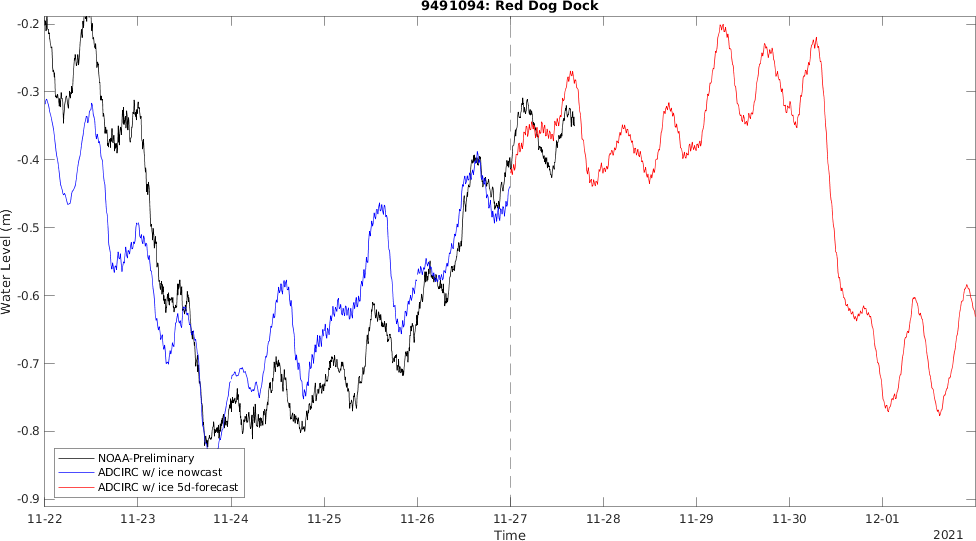 9491094: Red Dog Dock
-0.2
-0.3
-0.4
-0.5
-0.6
-0.7
-0.8
-0.9
Water Level (m)
NOAA-Preliminary
ADCIRC w/ ice nowcast
ADCIRC w/ ice 5d-forecast
11-22 11-23 11-24 11-25 11-26 11-27 11-28 11-29 11-30 12-01
Time
2021